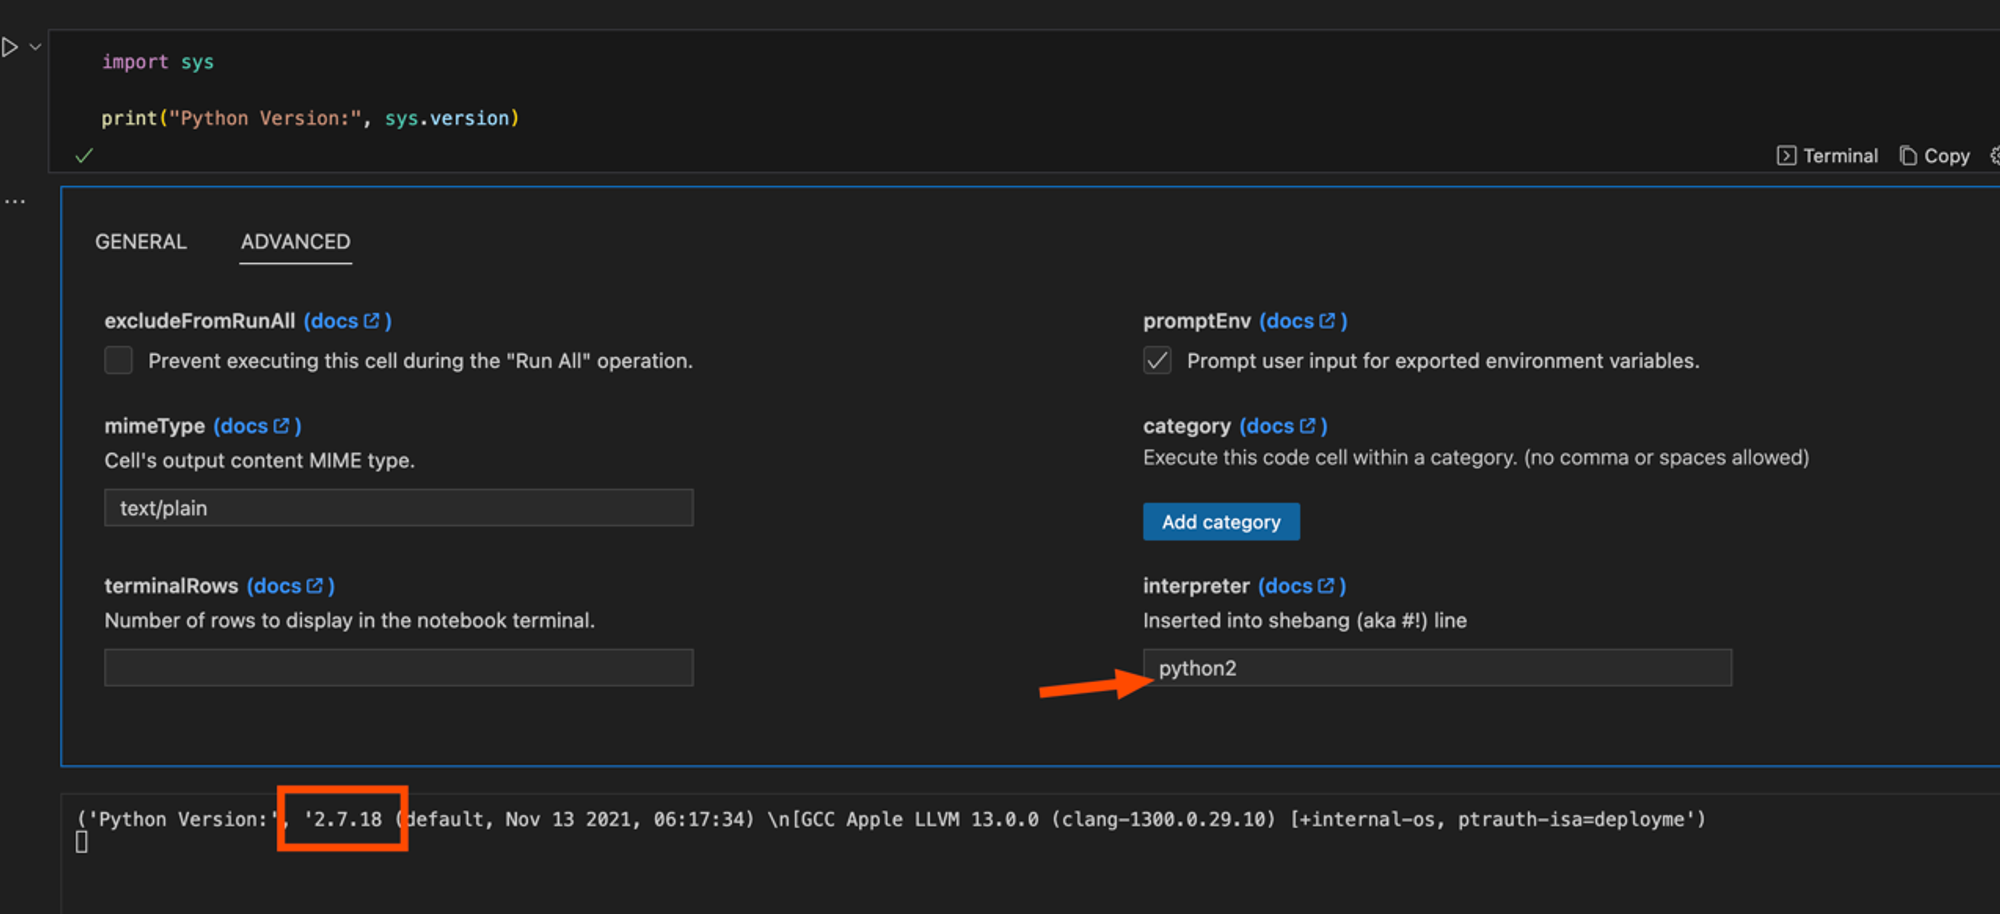 import sys
print("Python Version:", sys.version)
Terminal Copy
...
GENERAL ADVANCED
excludeFromRunAll (docs)
Prevent executing this cell during the "Run All" operation.
promptEnv (docs)
Prompt user input for exported environment variables.
mimeType (docs)
Cell's output content MIME type.
text/plain
category (docs)
Execute this code cell within a category. (no comma or spaces allowed)
Add category
terminalRows (docs)
Number of rows to display in the notebook terminal.
interpreter (docs)
Inserted into shebang (aka #!) line
python2
('Python Version:', '2.7.18 (default, Nov 13 2021, 06:17:34) \n[GCC Apple LLVM 13.0.0 (clang-1300.0.29.10) [+internal-os, ptrauth-isa=deployme')